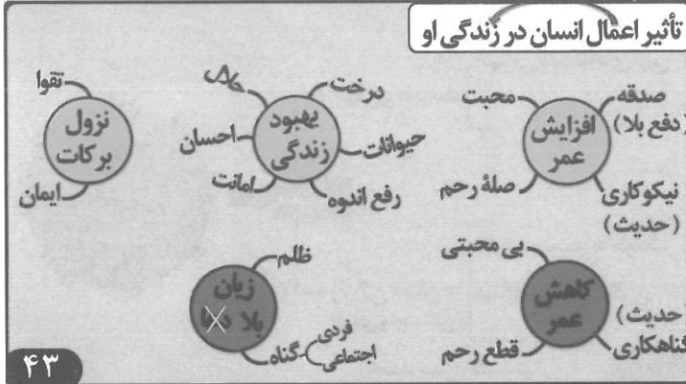 تأثیر اعمال انسان در زندگی او
افزایش
عمر
صدقه
(دفع بلا)
نیکوکاری
(حدیث)
محبت
صلۀ رحم
بهبود
زندگی
درخت
حیوانات
رفع اندوه
احسان
امانت
نزول
برکات
تقوا
ایمان
کاهش
عمر
(حدیث)
گناهکاری
بی محبتی
قطع رحم
زیان
بلا
ظلم
گناه
فردی
اجتماعی
۴۳